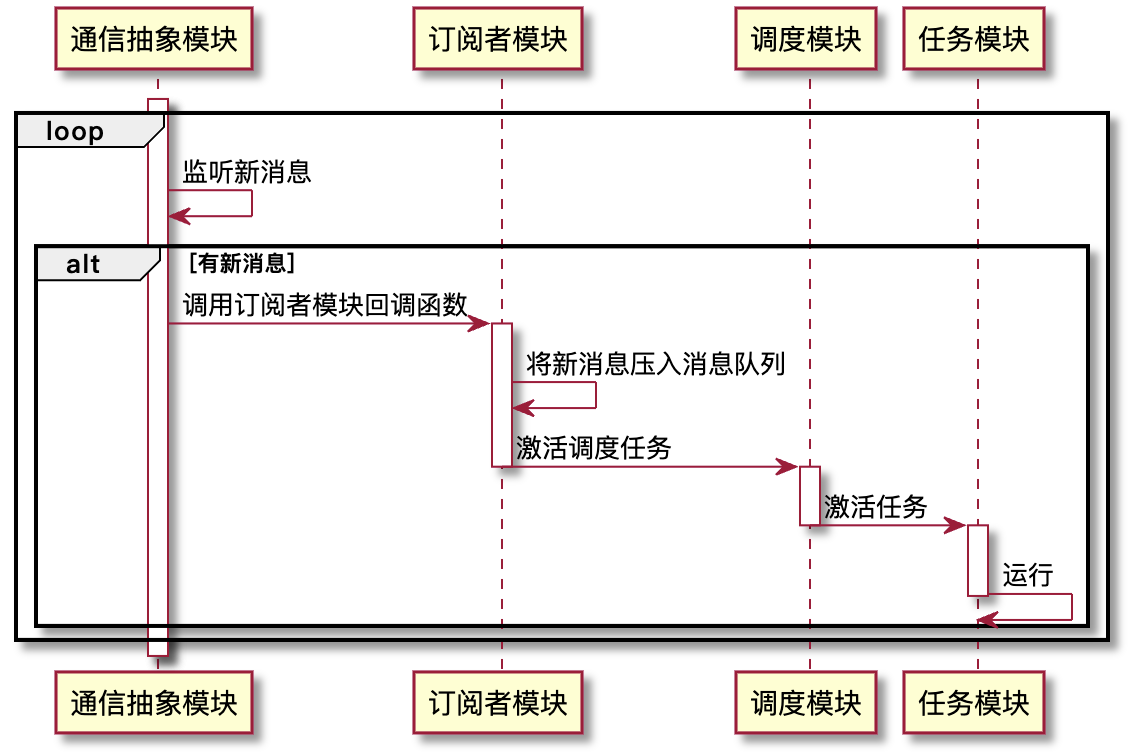 通信抽象模块
订阅者模块
调度模块
任务模块
loop
监听新消息
alt
[有新消息]
调用订阅者模块回调函数
将新消息压入消息队列
激活调度任务
激活任务
运行
通信抽象模块
订阅者模块
调度模块
任务模块